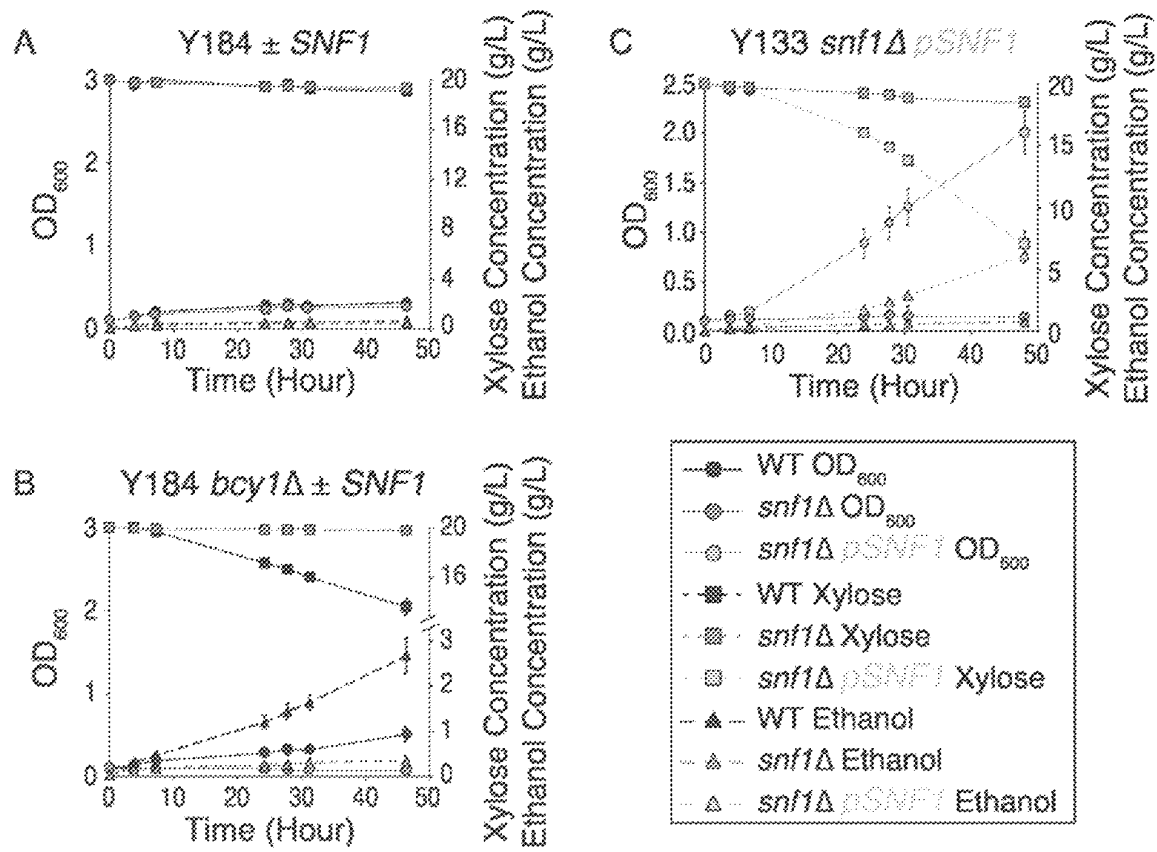 A
Y184 ± SNF1
3
2
1
0
OD600
20
16
12
8
4
0
Xylose Concentration (g/L)
Ethanol Concentration (g/L)
0 10 20 30 40 50
Time (Hour)
B
Y184 bcy1Δ ± SNF1
3
2
1
0
OD600
20
16
3
2
1
0
Xylose Concentration (g/L)
Ethanol Concentration (g/L)
0 10 20 30 40 50
Time (Hour)
C
Y133 snf1Δ pSNF1
2.5
2.0
1.5
1.0
0.5
0.0
OD600
20
15
10
5
0
Xylose Concentration (g/L)
Ethanol Concentration (g/L)
0 10 20 30 40 50
Time (Hour)
WT OD600
snf1Δ OD600
snf1Δ pSNF1 OD600
WT Xylose
snf1Δ Xylose
snf1Δ pSNF1 Xylose
WT Ethanol
snf1Δ Ethanol
snf1Δ pSNF1 Ethanol